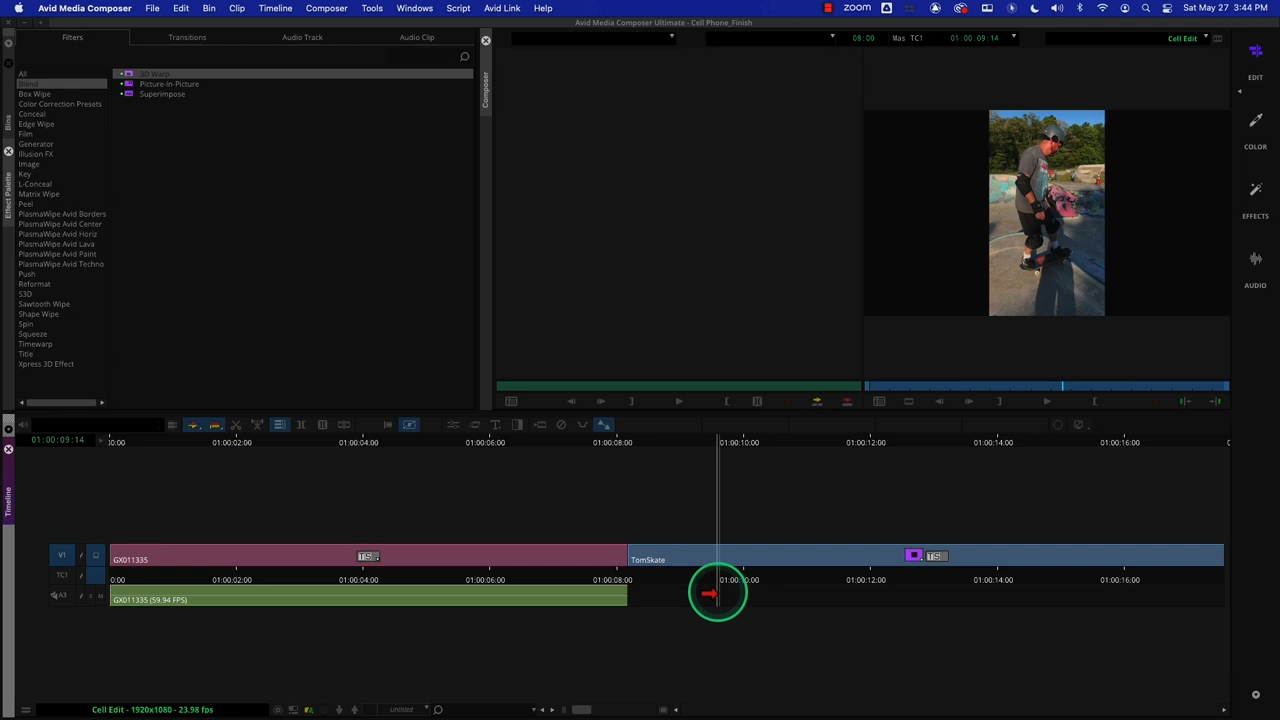 Avid Media Composer File Edit Bin Clip Timeline Composer Tools Windows Script Avid Link Help zoom Sat May 27 3:44 PM
Avid Media Composer Ultimate - Cell Phone_Finish
Filters Transitions Audio Track Audio Clip
08:00 Mas TC1 01:00:09:14 Cell Edit
All
Blend
Box Wipe
Color Correction Presets
Conceal
Edge Wipe
Film
Generator
Illusion FX
Image
Key
L-Conceal
Matrix Wipe
Peel
PlasmaWipe Avid Borders
PlasmaWipe Avid Center
PlasmaWipe Avid Horiz
PlasmaWipe Avid Lava
PlasmaWipe Avid Paint
PlasmaWipe Avid Techno
Push
Reformat
S3D
Sawtooth Wipe
Shape Wipe
Spin
Squeeze
Timewarp
Title
Xpress 3D Effect
3D Warp
Picture-In-Picture
Superimpose
Bins
Effect Palette
Composer
EDIT
COLOR
EFFECTS
AUDIO
01:00:09:14
0:00 01:00:02:00 01:00:04:00 01:00:06:00 01:00:08:00 01:00:10:00 01:00:12:00 01:00:14:00 01:00:16:00
Timeline
V1 GX011335 TS TomSkate TS
TC1 0:00 01:00:02:00 01:00:04:00 01:00:06:00 01:00:08:00 01:00:10:00 01:00:12:00 01:00:14:00 01:00:16:00
A3 S M GX011335 (59.94 FPS)
Cell Edit - 1920x1080 - 23.98 fps Untitled